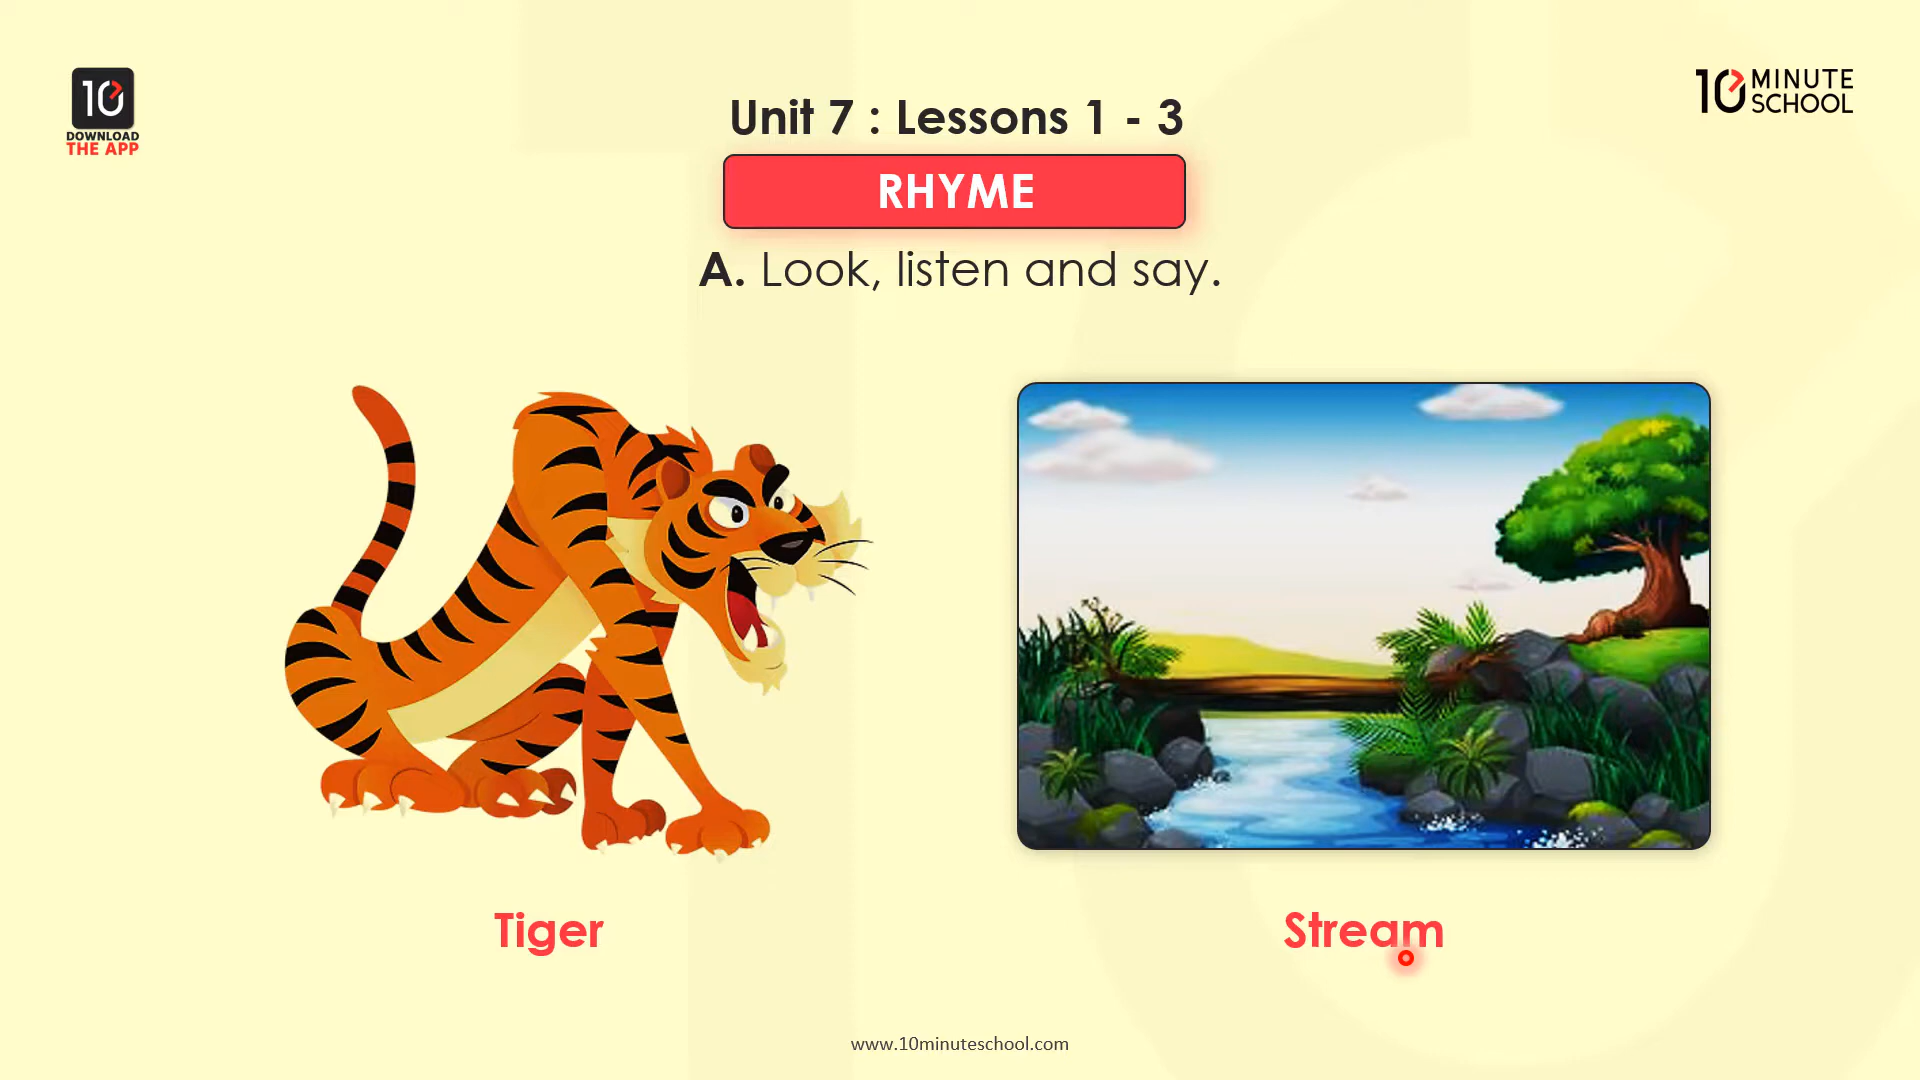 10
DOWNLOAD
THE APP
10 MINUTE
SCHOOL
Unit 7 : Lessons 1 - 3
RHYME
A. Look, listen and say.
Tiger
Stream
www.10minuteschool.com